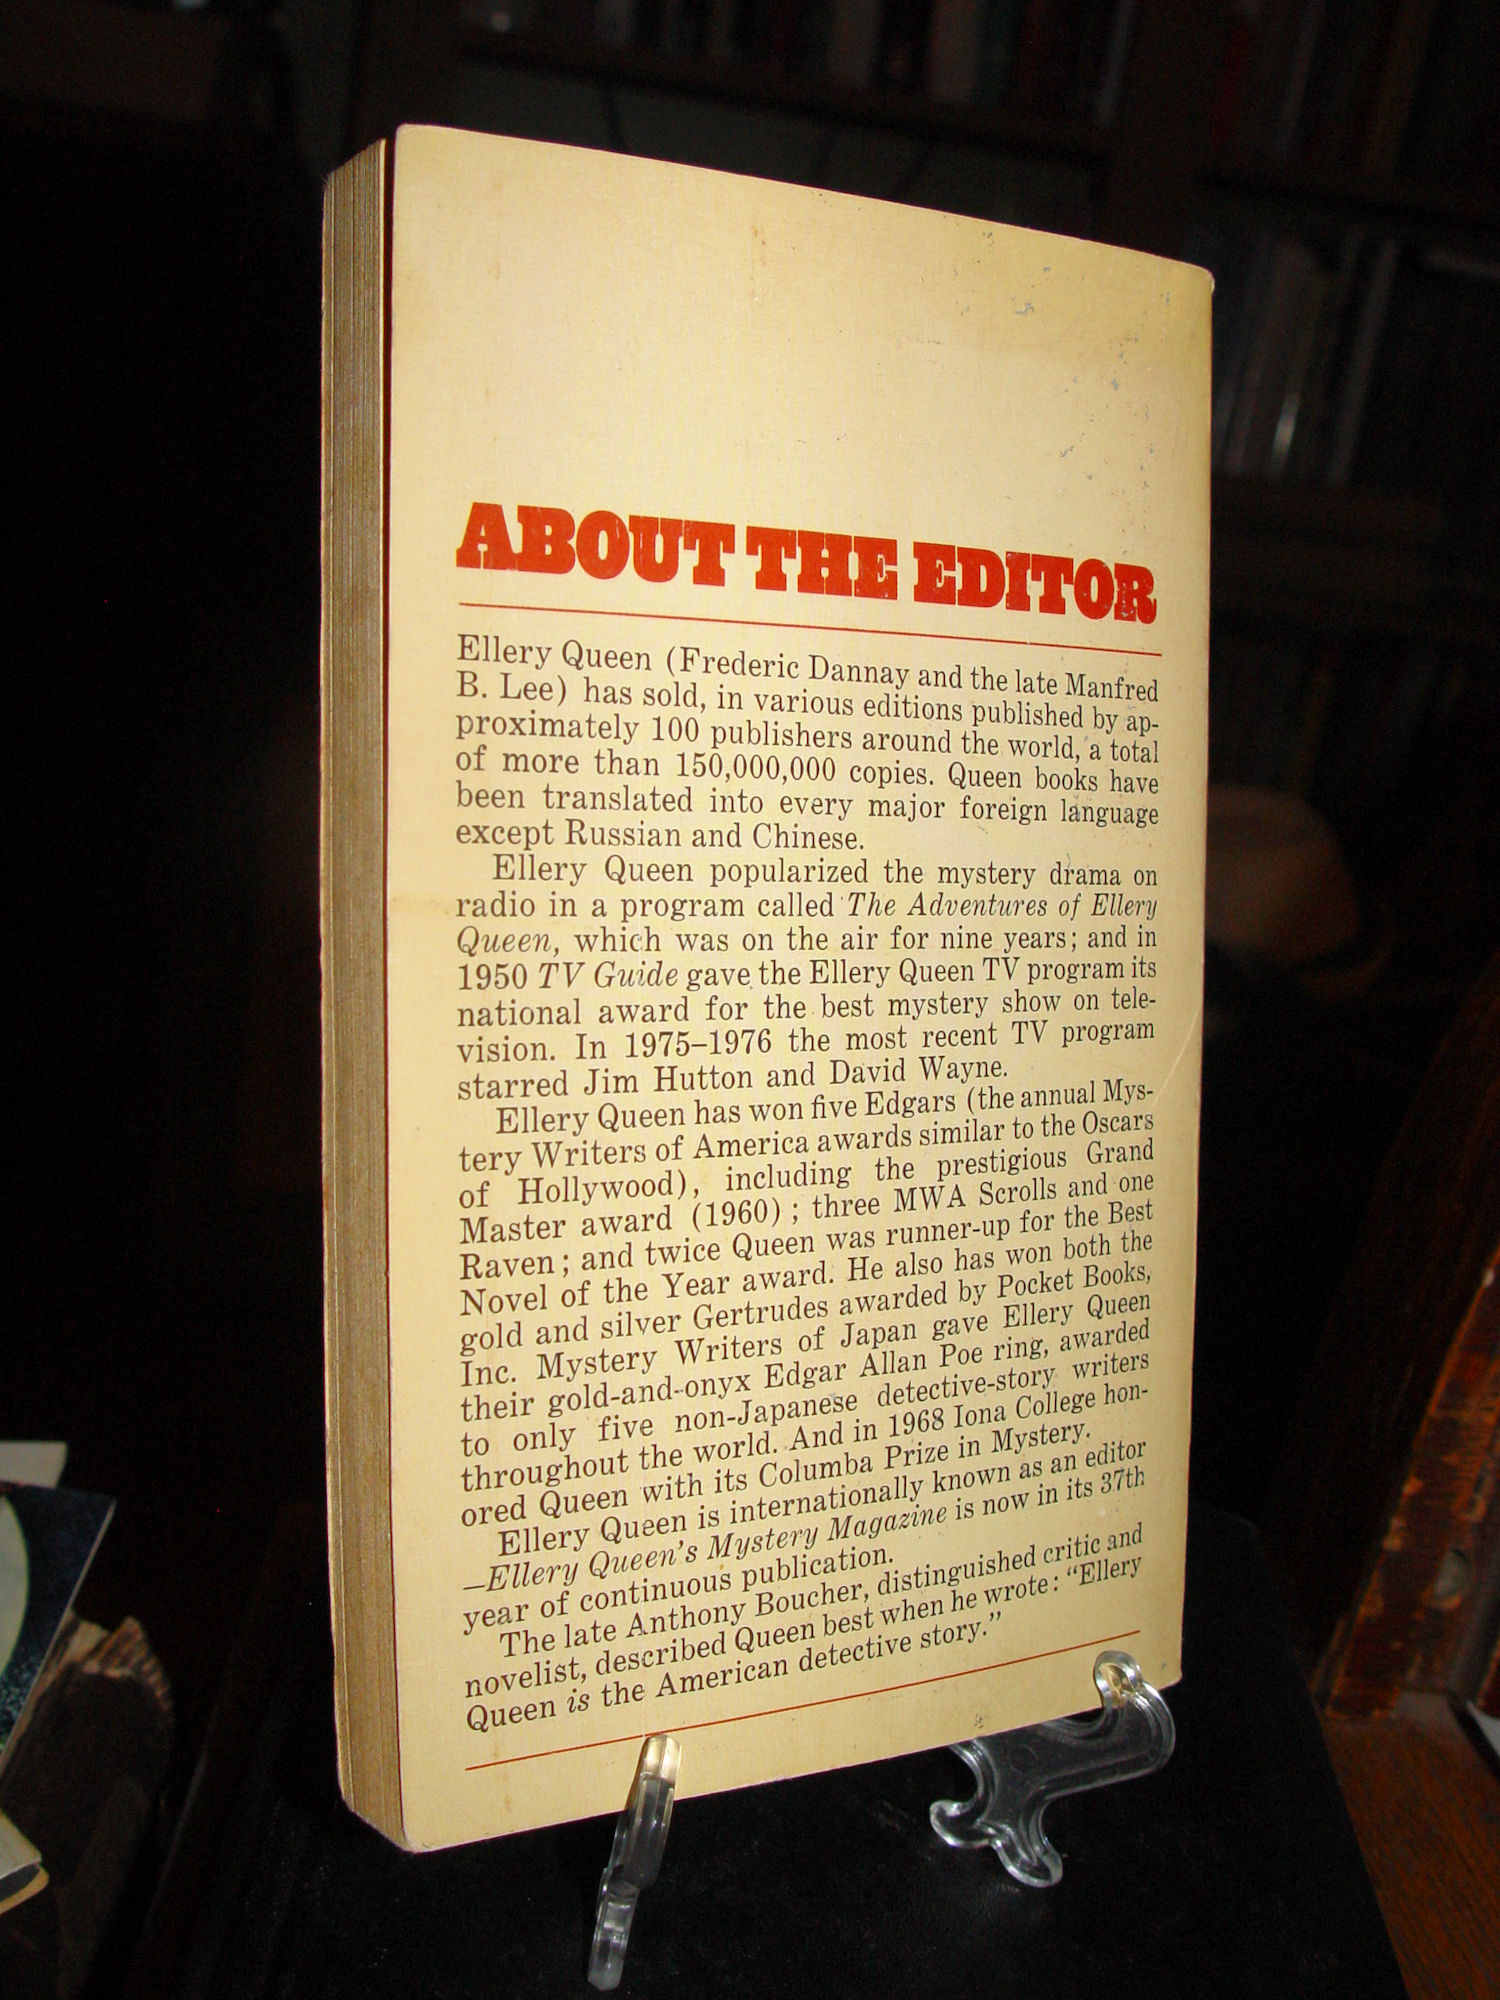 ABOUT THE EDITOR
Ellery Queen (Frederic Dannay and the late Manfred
B. Lee) has sold, in various editions published by ap-
proximately 100 publishers around the world, a total
of more than 150,000,000 copies. Queen books have
been translated into every major foreign language
except Russian and Chinese.
Ellery Queen popularized the mystery drama on
radio in a program called The Adventures of Ellery
Queen, which was on the air for nine years; and in
1950 TV Guide gave the Ellery Queen TV program its
national award for the best mystery show on tele-
vision. In 1975–1976 the most recent TV program
starred Jim Hutton and David Wayne.
Ellery Queen has won five Edgars (the annual Mys-
tery Writers of America awards similar to the Oscars
of Hollywood), including the prestigious Grand
Master award (1960); three MWA Scrolls and one
Raven; and twice Queen was runner-up for the Best
Novel of the Year award. He also has won both the
gold and silver Gertrudes awarded by Pocket Books,
Inc. Mystery Writers of Japan gave Ellery Queen
their gold-and-onyx Edgar Allan Poe ring, awarded
to only five non-Japanese detective-story writers
throughout the world. And in 1968 Iona College hon-
ored Queen with its Columba Prize in Mystery.
Ellery Queen is internationally known as an editor
—Ellery Queen's Mystery Magazine is now in its 37th
year of continuous publication.
The late Anthony Boucher, distinguished critic and
novelist, described Queen best when he wrote: “Ellery
Queen is the American detective story.”